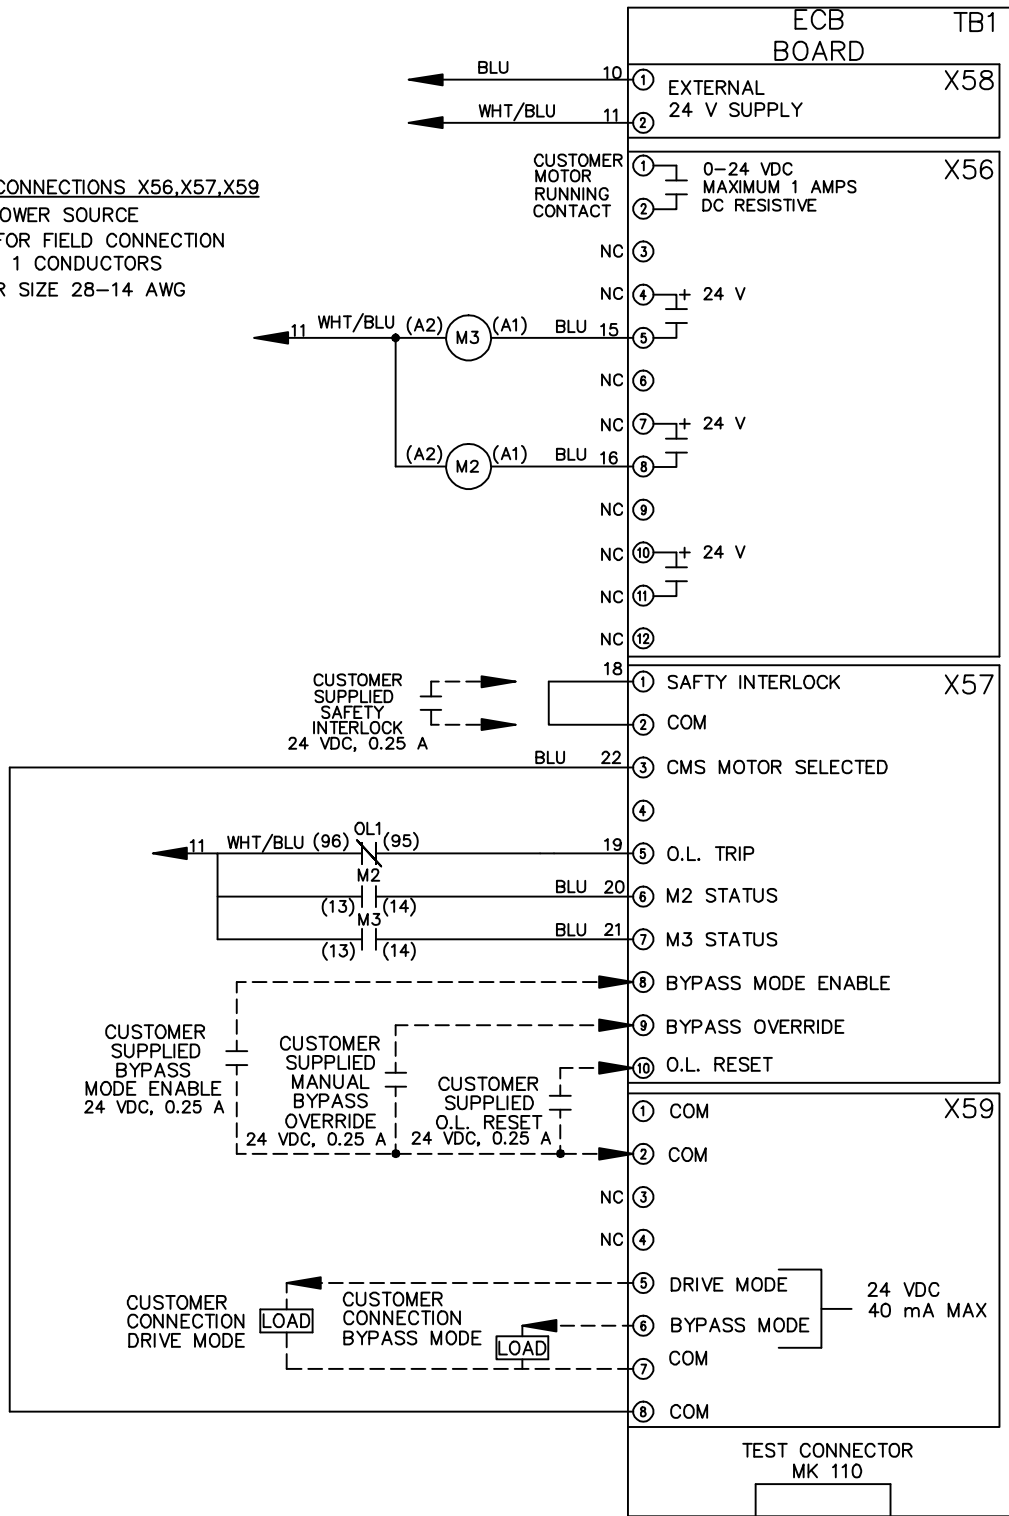 ECB TB1
BOARD
BLU 10 1 EXTERNAL X58
WHT/BLU 11 2 24 V SUPPLY
CONNECTIONS X56,X57,X59
OWER SOURCE
FOR FIELD CONNECTION
1 CONDUCTORS
R SIZE 28-14 AWG
CUSTOMER
MOTOR
RUNNING
CONTACT
1
2
0-24 VDC
MAXIMUM 1 AMPS
DC RESISTIVE
X56
NC 3
NC 4 + 24 V
11 WHT/BLU (A2) M3 (A1) BLU 15 5
NC 6
NC 7 + 24 V
(A2) M2 (A1) BLU 16 8
NC 9
NC 10 + 24 V
NC 11
NC 12
CUSTOMER
SUPPLIED
SAFETY
INTERLOCK
24 VDC, 0.25 A
18 1 SAFTY INTERLOCK X57
2 COM
BLU 22 3 CMS MOTOR SELECTED
4
11 WHT/BLU (96) OL1 (95) 19 5 O.L. TRIP
M2
(13) (14) BLU 20 6 M2 STATUS
M3
(13) (14) BLU 21 7 M3 STATUS
8 BYPASS MODE ENABLE
9 BYPASS OVERRIDE
10 O.L. RESET
CUSTOMER
SUPPLIED
BYPASS
MODE ENABLE
24 VDC, 0.25 A
CUSTOMER
SUPPLIED
MANUAL
BYPASS
OVERRIDE
24 VDC, 0.25 A
CUSTOMER
SUPPLIED
O.L. RESET
24 VDC, 0.25 A
1 COM X59
2 COM
NC 3
NC 4
5 DRIVE MODE
6 BYPASS MODE
24 VDC
40 mA MAX
CUSTOMER
CONNECTION
DRIVE MODE
LOAD
CUSTOMER
CONNECTION
BYPASS MODE
LOAD
7 COM
8 COM
TEST CONNECTOR
MK 110